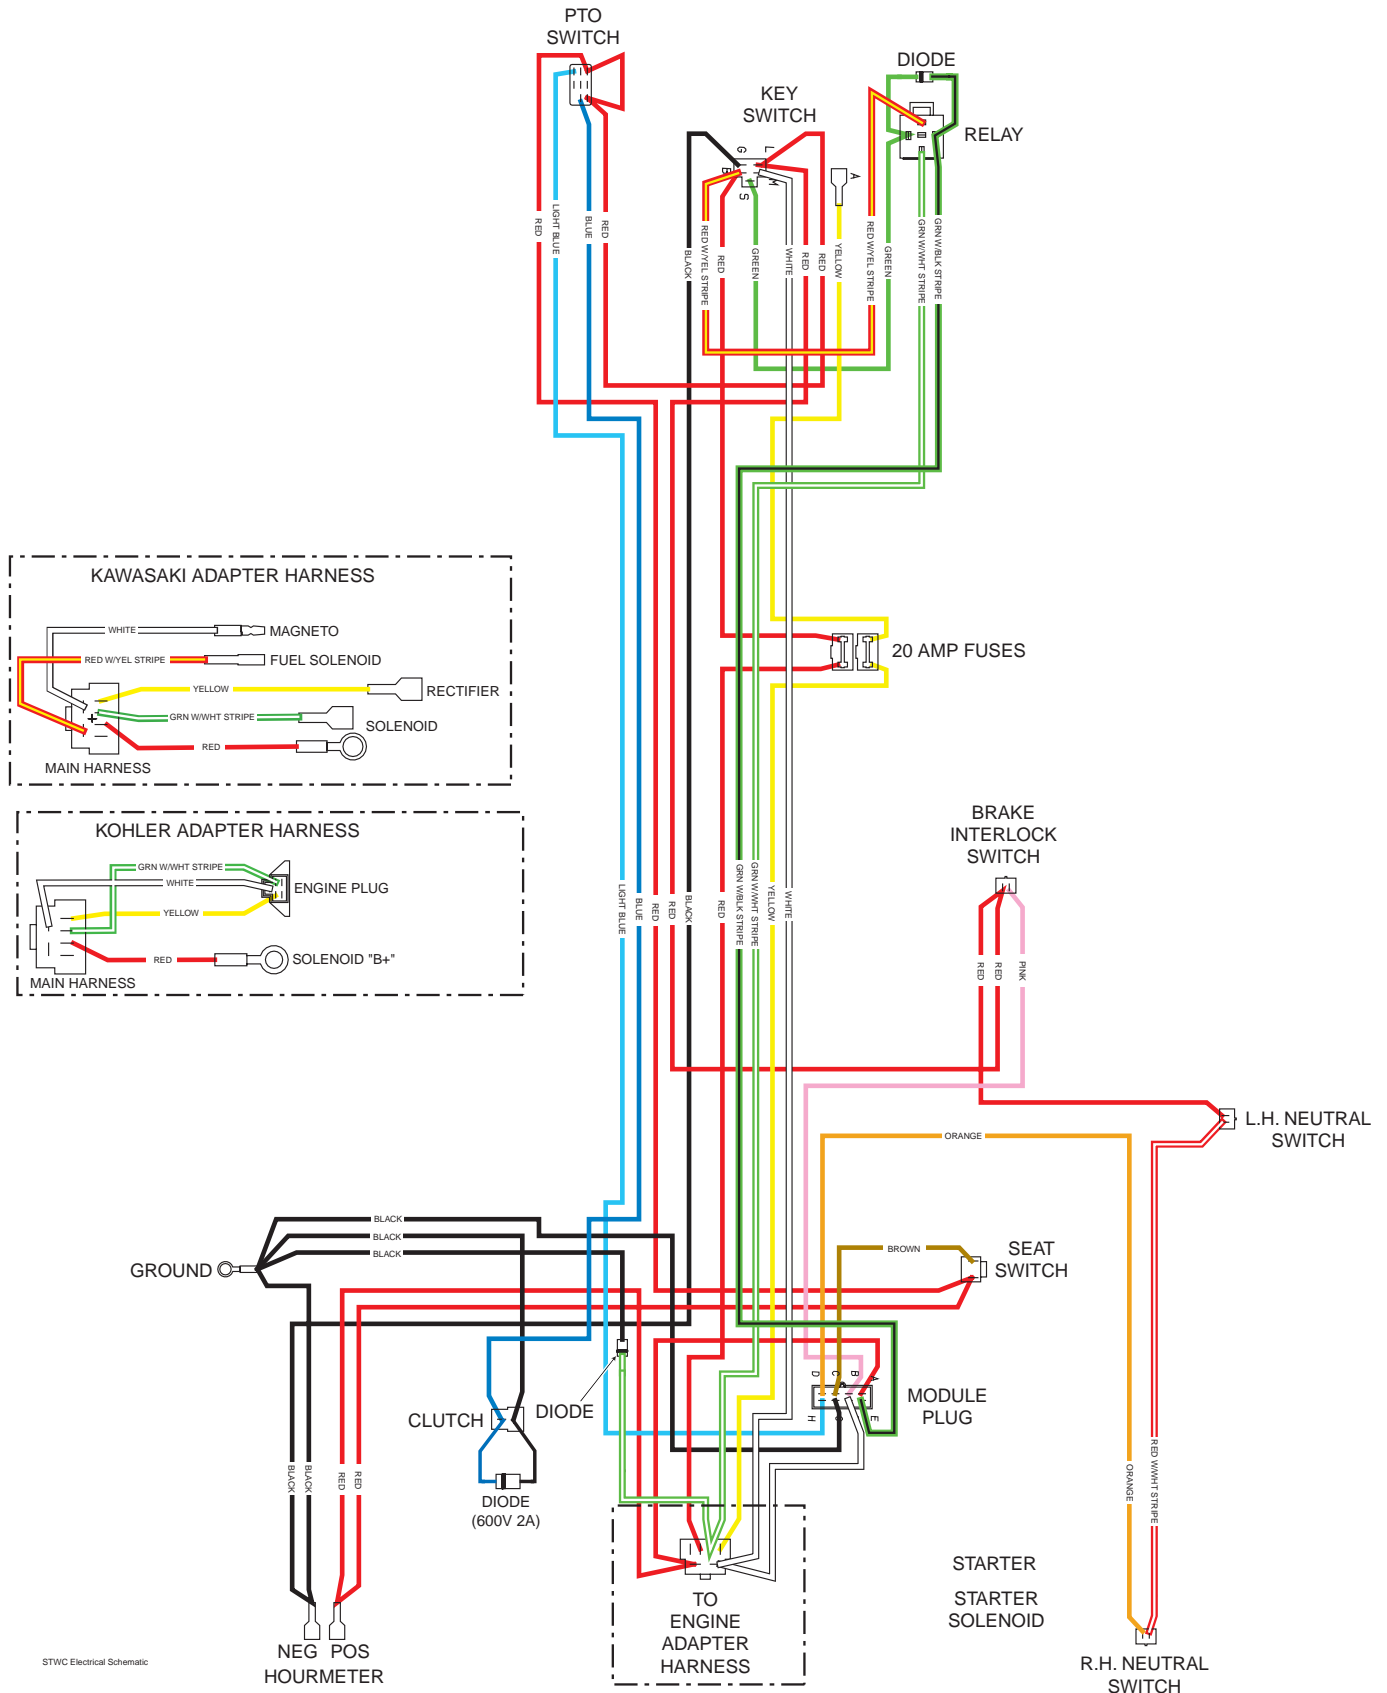 PTO
SWITCH
DIODE
KEY
SWITCH
RELAY
G
L
B
M
S
A
RED
LIGHT BLUE
BLUE
RED
BLACK
RED W/YEL STRIPE
RED
GREEN
WHITE
RED
RED
YELLOW
RED W/YEL STRIPE
GREEN
GRN W/WHT STRIPE
GRN W/BLK STRIPE
KAWASAKI ADAPTER HARNESS
WHITE
MAGNETO
RED W/YEL STRIPE
FUEL SOLENOID
YELLOW
RECTIFIER
GRN W/WHT STRIPE
SOLENOID
RED
MAIN HARNESS
20 AMP FUSES
KOHLER ADAPTER HARNESS
GRN W/WHT STRIPE
WHITE
ENGINE PLUG
YELLOW
RED
SOLENOID "B+"
MAIN HARNESS
BRAKE
INTERLOCK
SWITCH
LIGHT BLUE
BLUE
RED
RED
BLACK
RED
GRN W/BLK STRIPE
GRN W/WHT STRIPE
YELLOW
WHITE
RED
RED
PINK
L.H. NEUTRAL
SWITCH
ORANGE
BLACK
BLACK
BLACK
GROUND
BROWN
SEAT
SWITCH
D
C
B
A
H
G
E
MODULE
PLUG
CLUTCH
DIODE
DIODE
(600V 2A)
BLACK
BLACK
RED
RED
ORANGE
RED W/WHT STRIPE
STARTER
STARTER
SOLENOID
TO
ENGINE
ADAPTER
HARNESS
NEG
POS
HOURMETER
R.H. NEUTRAL
SWITCH
STWC Electrical Schematic